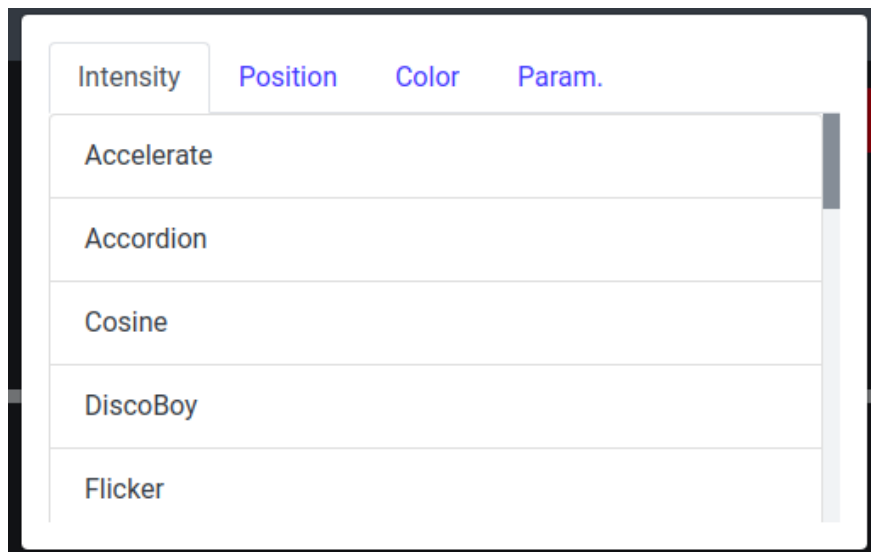 Intensity Position Color Param.
Accelerate
Accordion
Cosine
DiscoBoy
Flicker